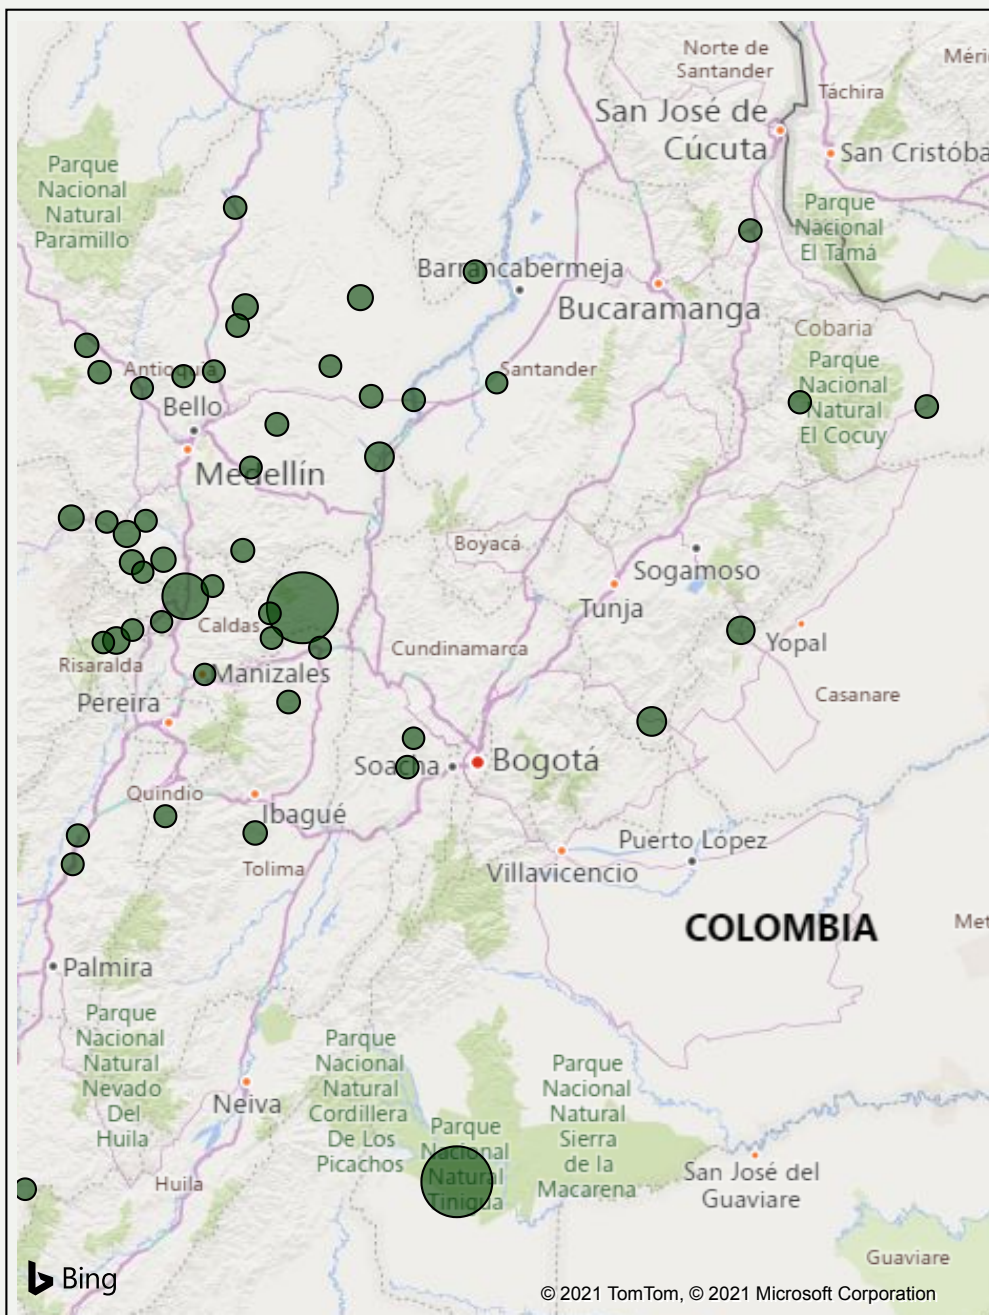 Norte de
Santander
Méri
Táchira
San José de
Cúcuta
San Cristóba
Parque
Nacional
Natural
Paramillo
Parque
Nacional
El Tamá
Barrancabermeja
Bucaramanga
Cobaria
Parque
Nacional
Natural
El Cocuy
Antioquia
Santander
Bello
Medellín
Boyacá
Sogamoso
Tunja
Caldas
Cundinamarca
Yopal
Risaralda
Manizales
Casanare
Pereira
Soacha
Bogotá
Quindio
Ibagué
Puerto López
Tolima
Villavicencio
COLOMBIA
Met
Palmira
Parque
Nacional
Natural
Nevado
Del
Huila
Parque
Nacional
Natural
Cordillera
De Los
Picachos
Parque
Nacional
Natural
Sierra
de la
Macarena
Neiva
Parque
Nacional
Natural
Tinigua
San José del
Guaviare
Huila
Guaviare
Bing
© 2021 TomTom, © 2021 Microsoft Corporation